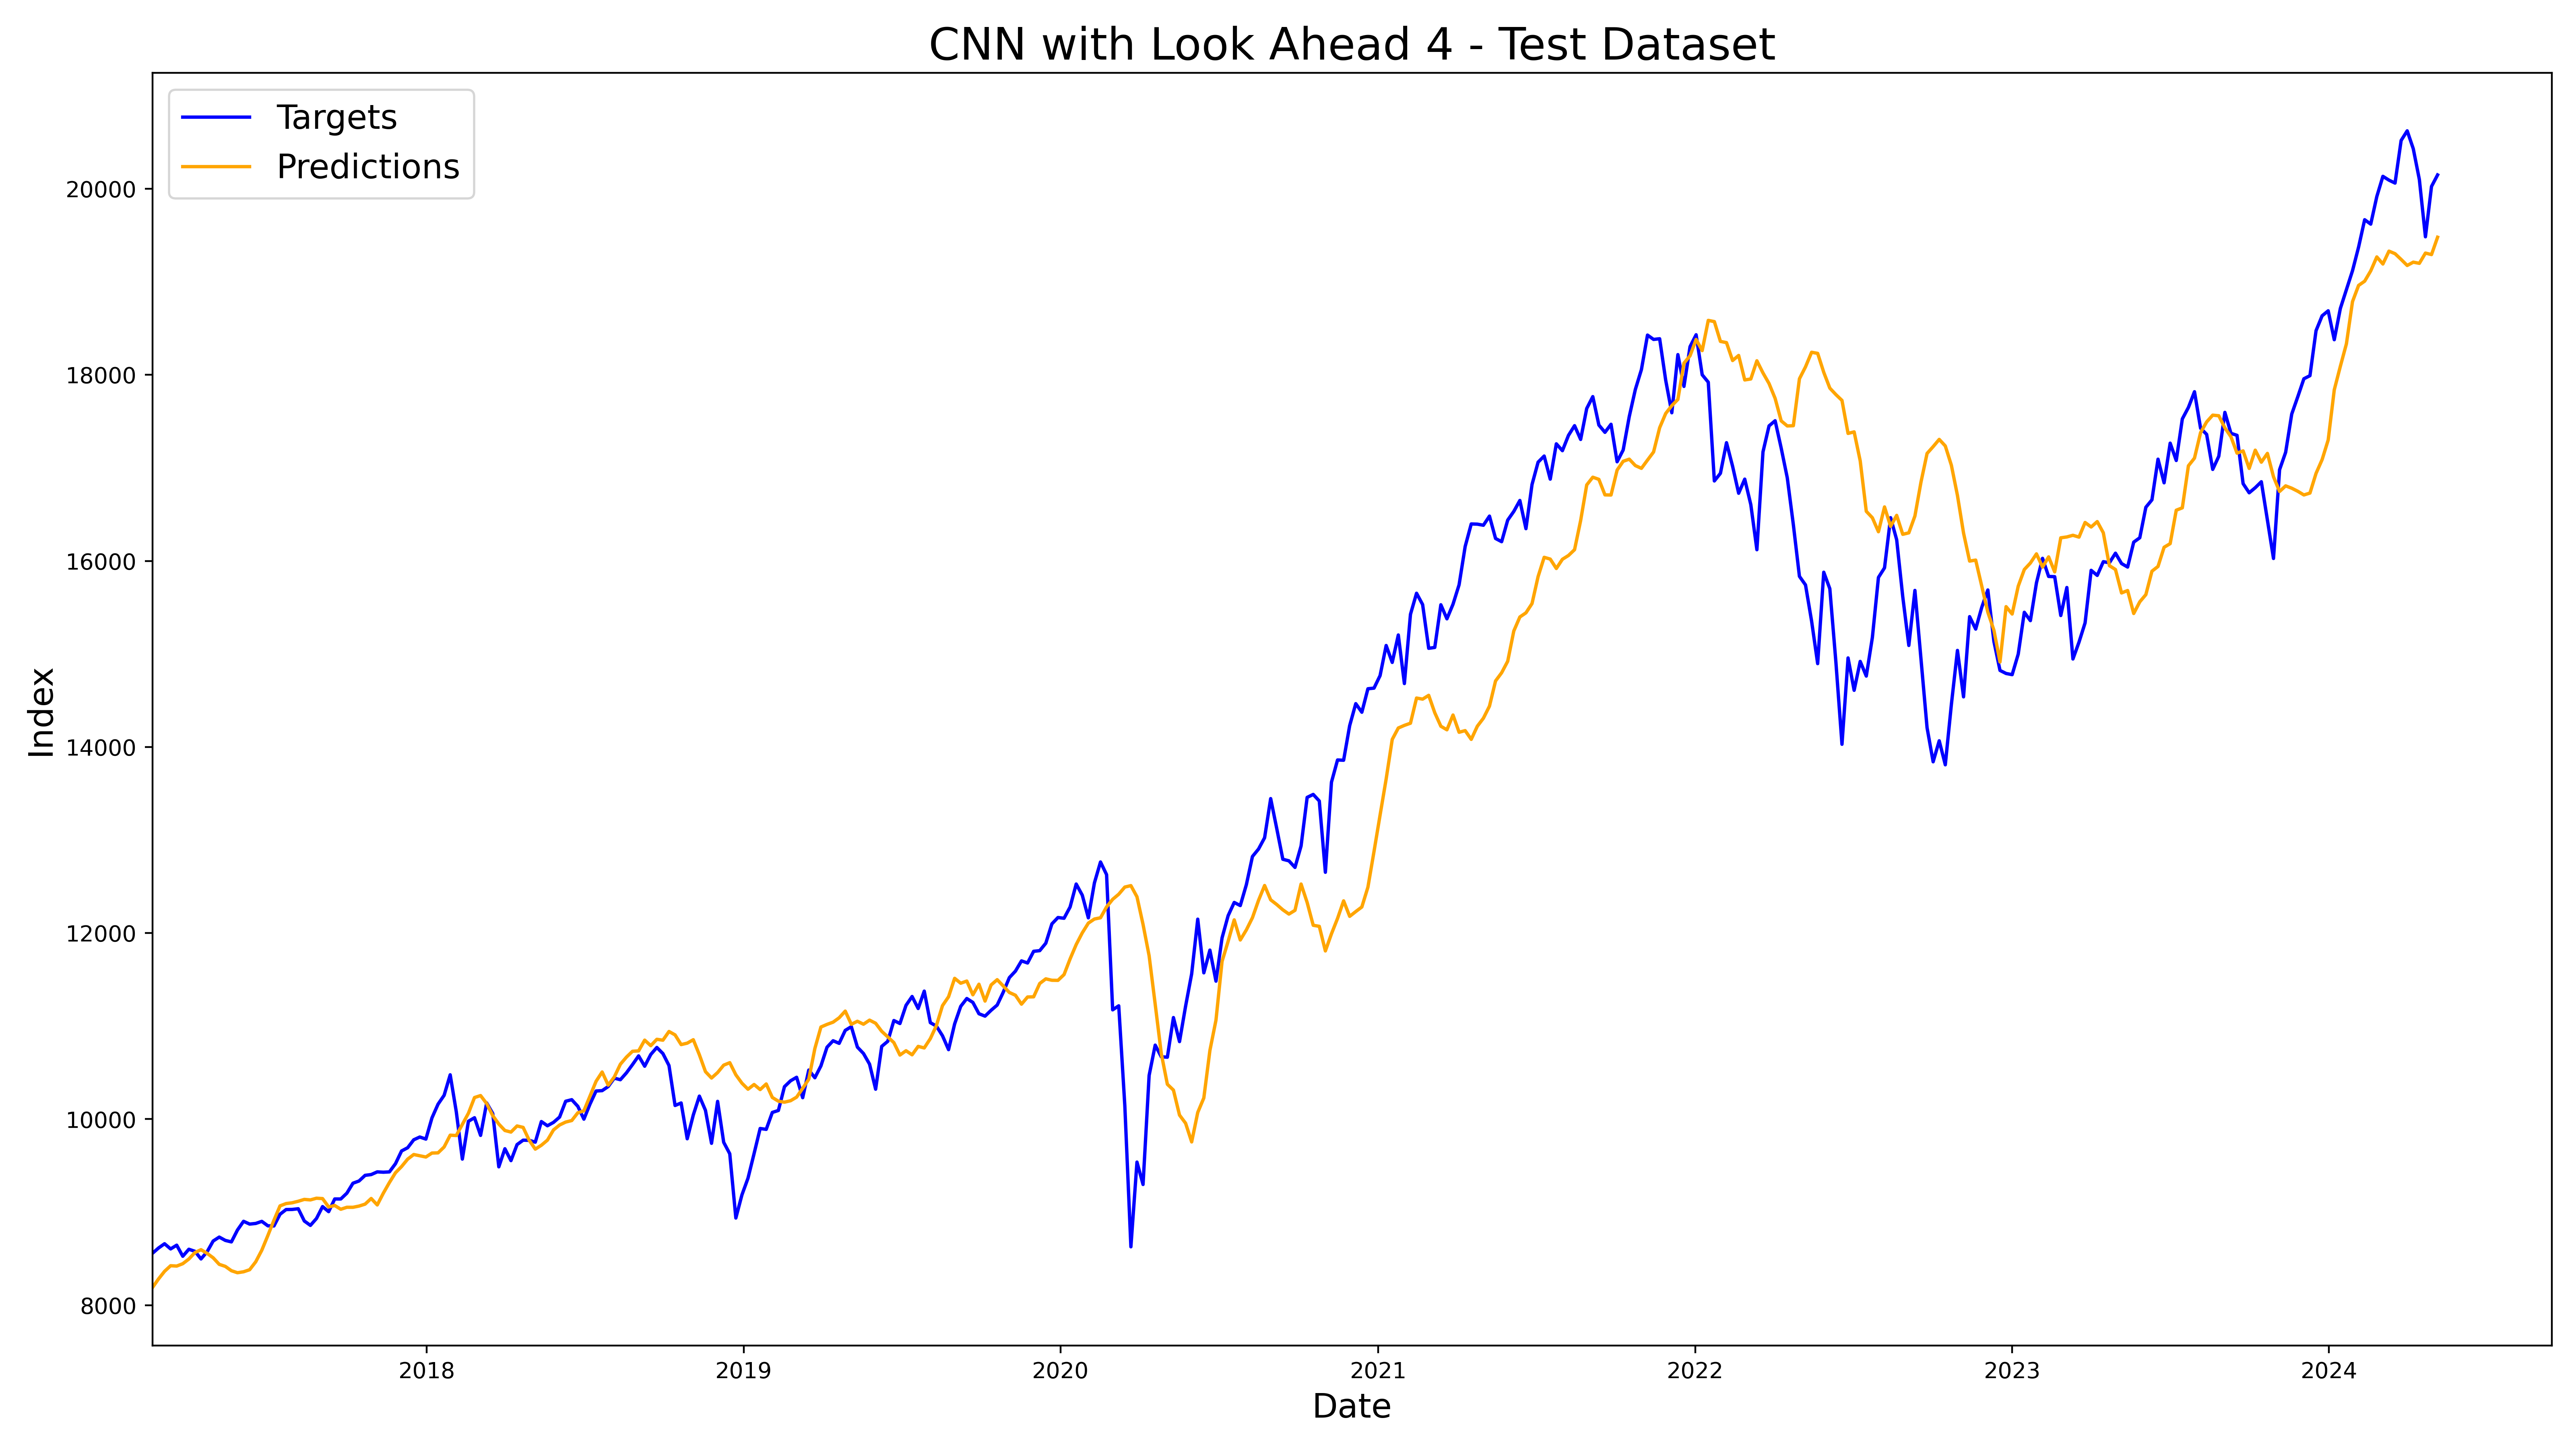 CNN with Look Ahead 4 - Test Dataset
Targets
Predictions
Index
20000
18000
16000
14000
12000
10000
8000
2018 2019 2020 2021 2022 2023 2024
Date